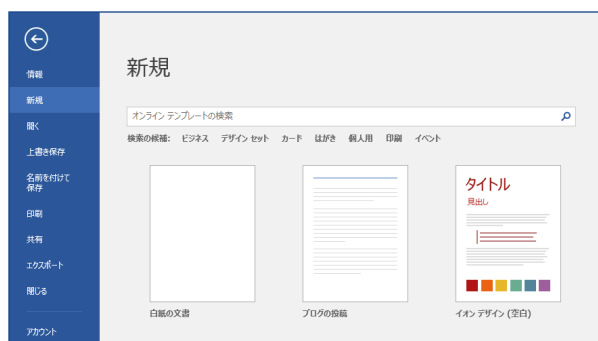 新規
情報
新規
開く
上書き保存
名前を付けて
保存
印刷
共有
エクスポート
閉じる
アカウント
オンライン テンプレートの検索
検索の候補: ビジネス デザイン セット カード はがき 個人用 印刷 イベント
タイトル
見出し
白紙の文書
ブログの投稿
イオン デザイン (空白)